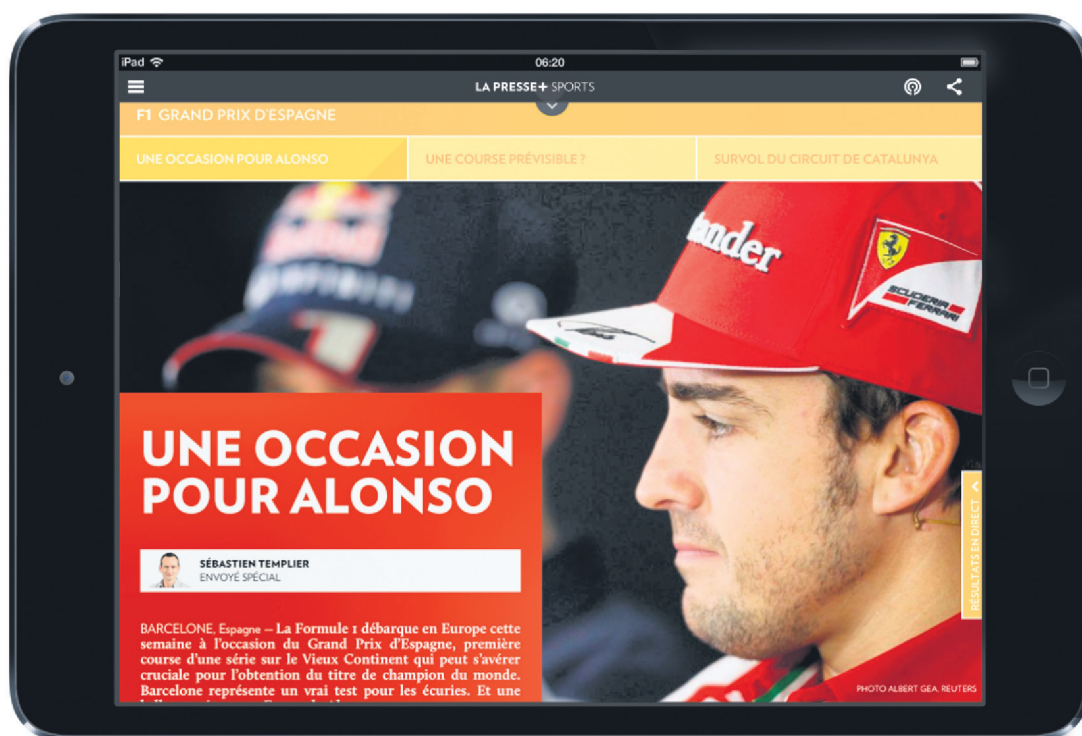 iPad
06:20
LA PRESSE+ SPORTS
F1 GRAND PRIX D'ESPAGNE
UNE OCCASION POUR ALONSO
UNE COURSE PRÉVISIBLE ?
SURVOL DU CIRCUIT DE CATALUNYA
Red Bull
INFINITI
1
ander
SCUDERIA
FERRARI
UNE OCCASION
POUR ALONSO
SÉBASTIEN TEMPLIER
ENVOYÉ SPÉCIAL
BARCELONE, Espagne — La Formule 1 débarque en Europe cette
semaine à l'occasion du Grand Prix d'Espagne, première
course d'une série sur le Vieux Continent qui peut s'avérer
cruciale pour l'obtention du titre de champion du monde.
Barcelone représente un vrai test pour les écuries. Et une
RÉSULTATS EN DIRECT
PHOTO ALBERT GEA, REUTERS